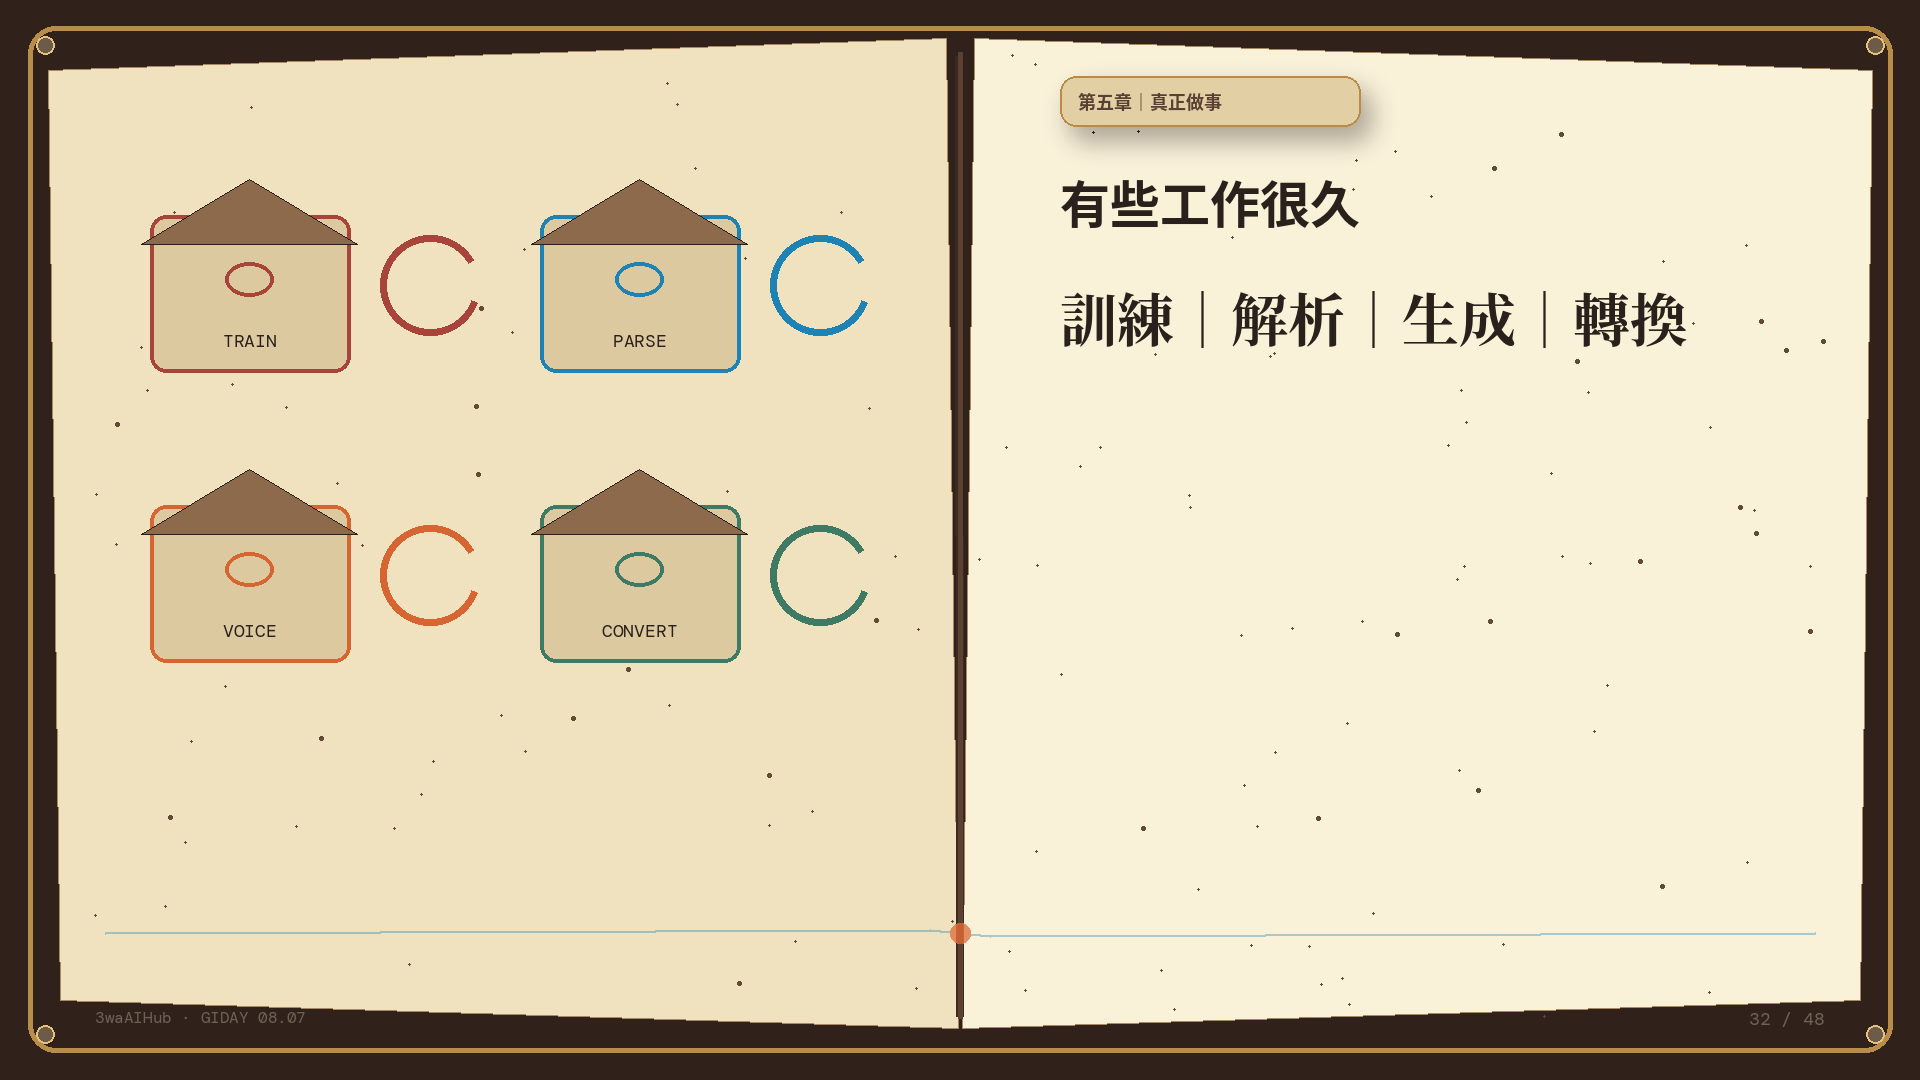 TRAIN
PARSE
VOICE
CONVERT
第五章｜真正做事
有些工作很久
訓練｜解析｜生成｜轉換
3waAIHub · GIDAY 08.07
32 / 48